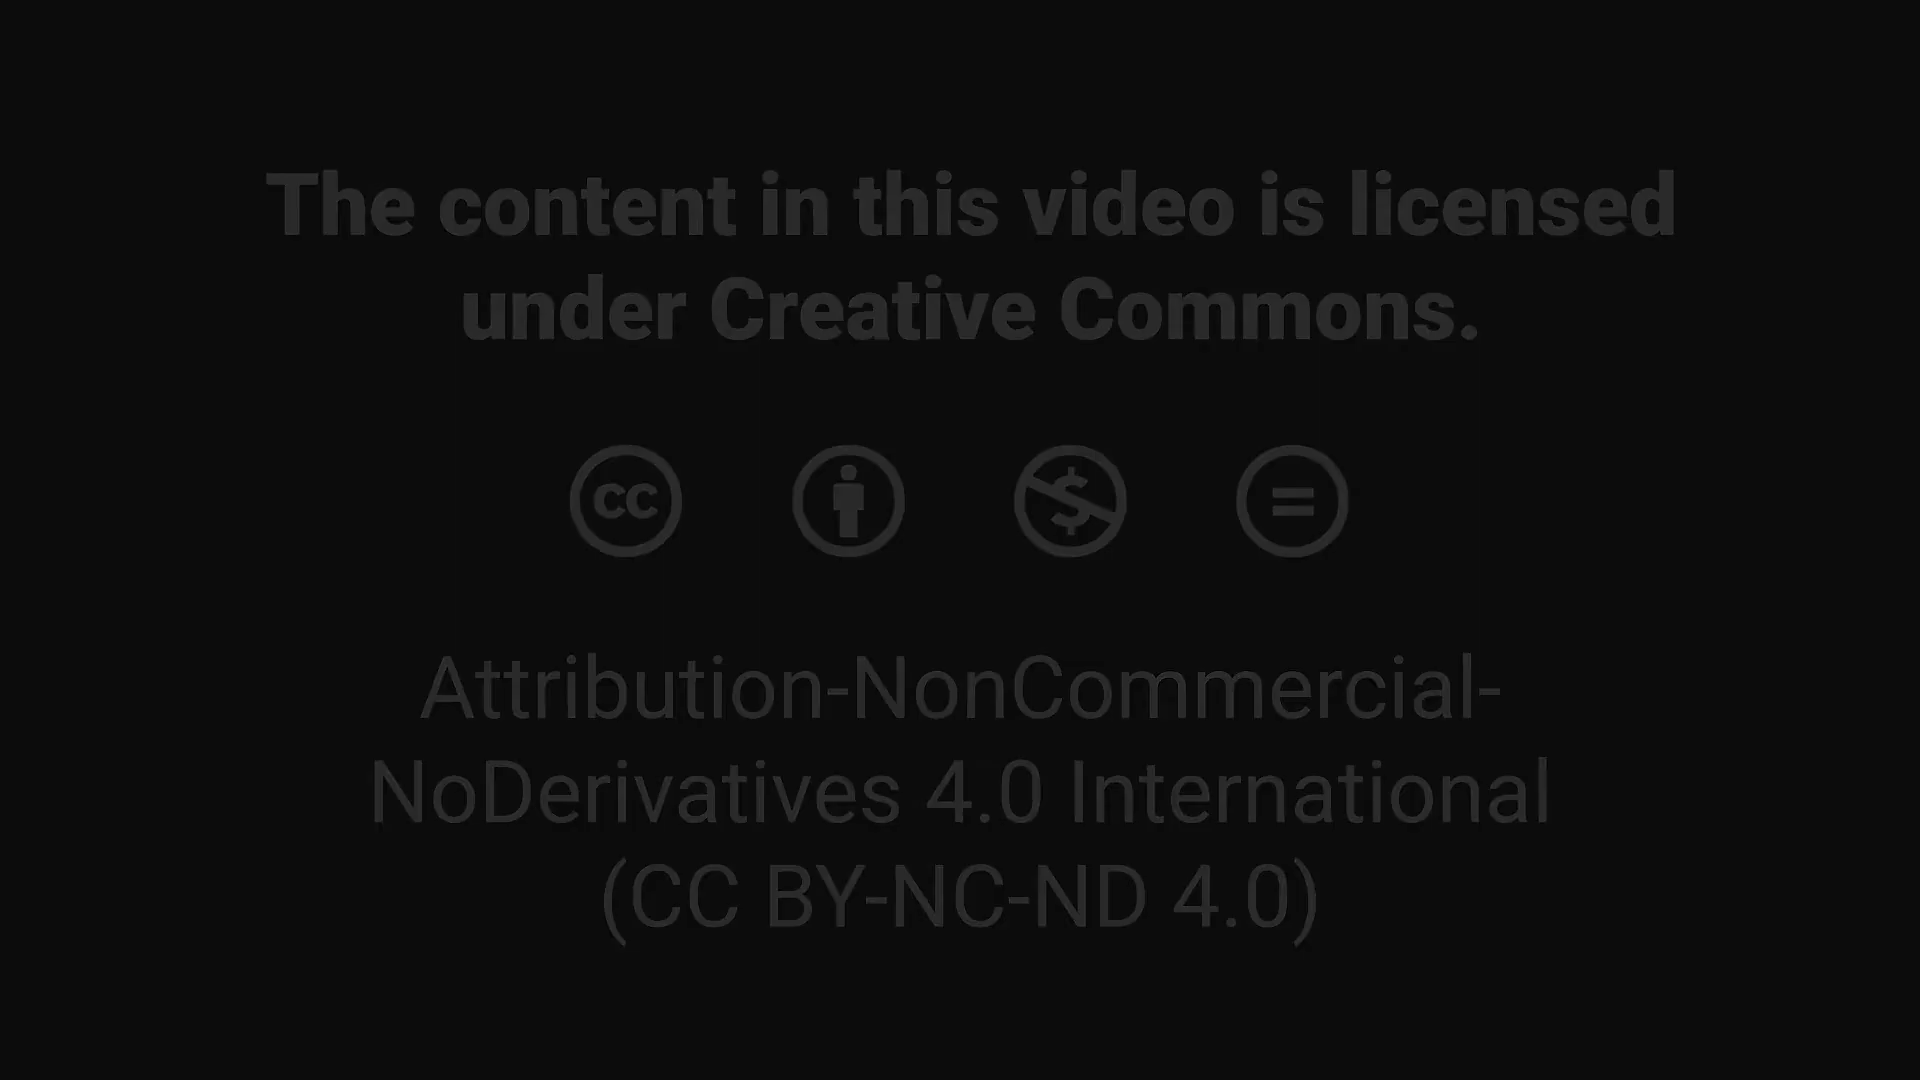 The content in this video is licensed
under Creative Commons.
cc $ =
Attribution-NonCommercial-
NoDerivatives 4.0 International
(CC BY-NC-ND 4.0)